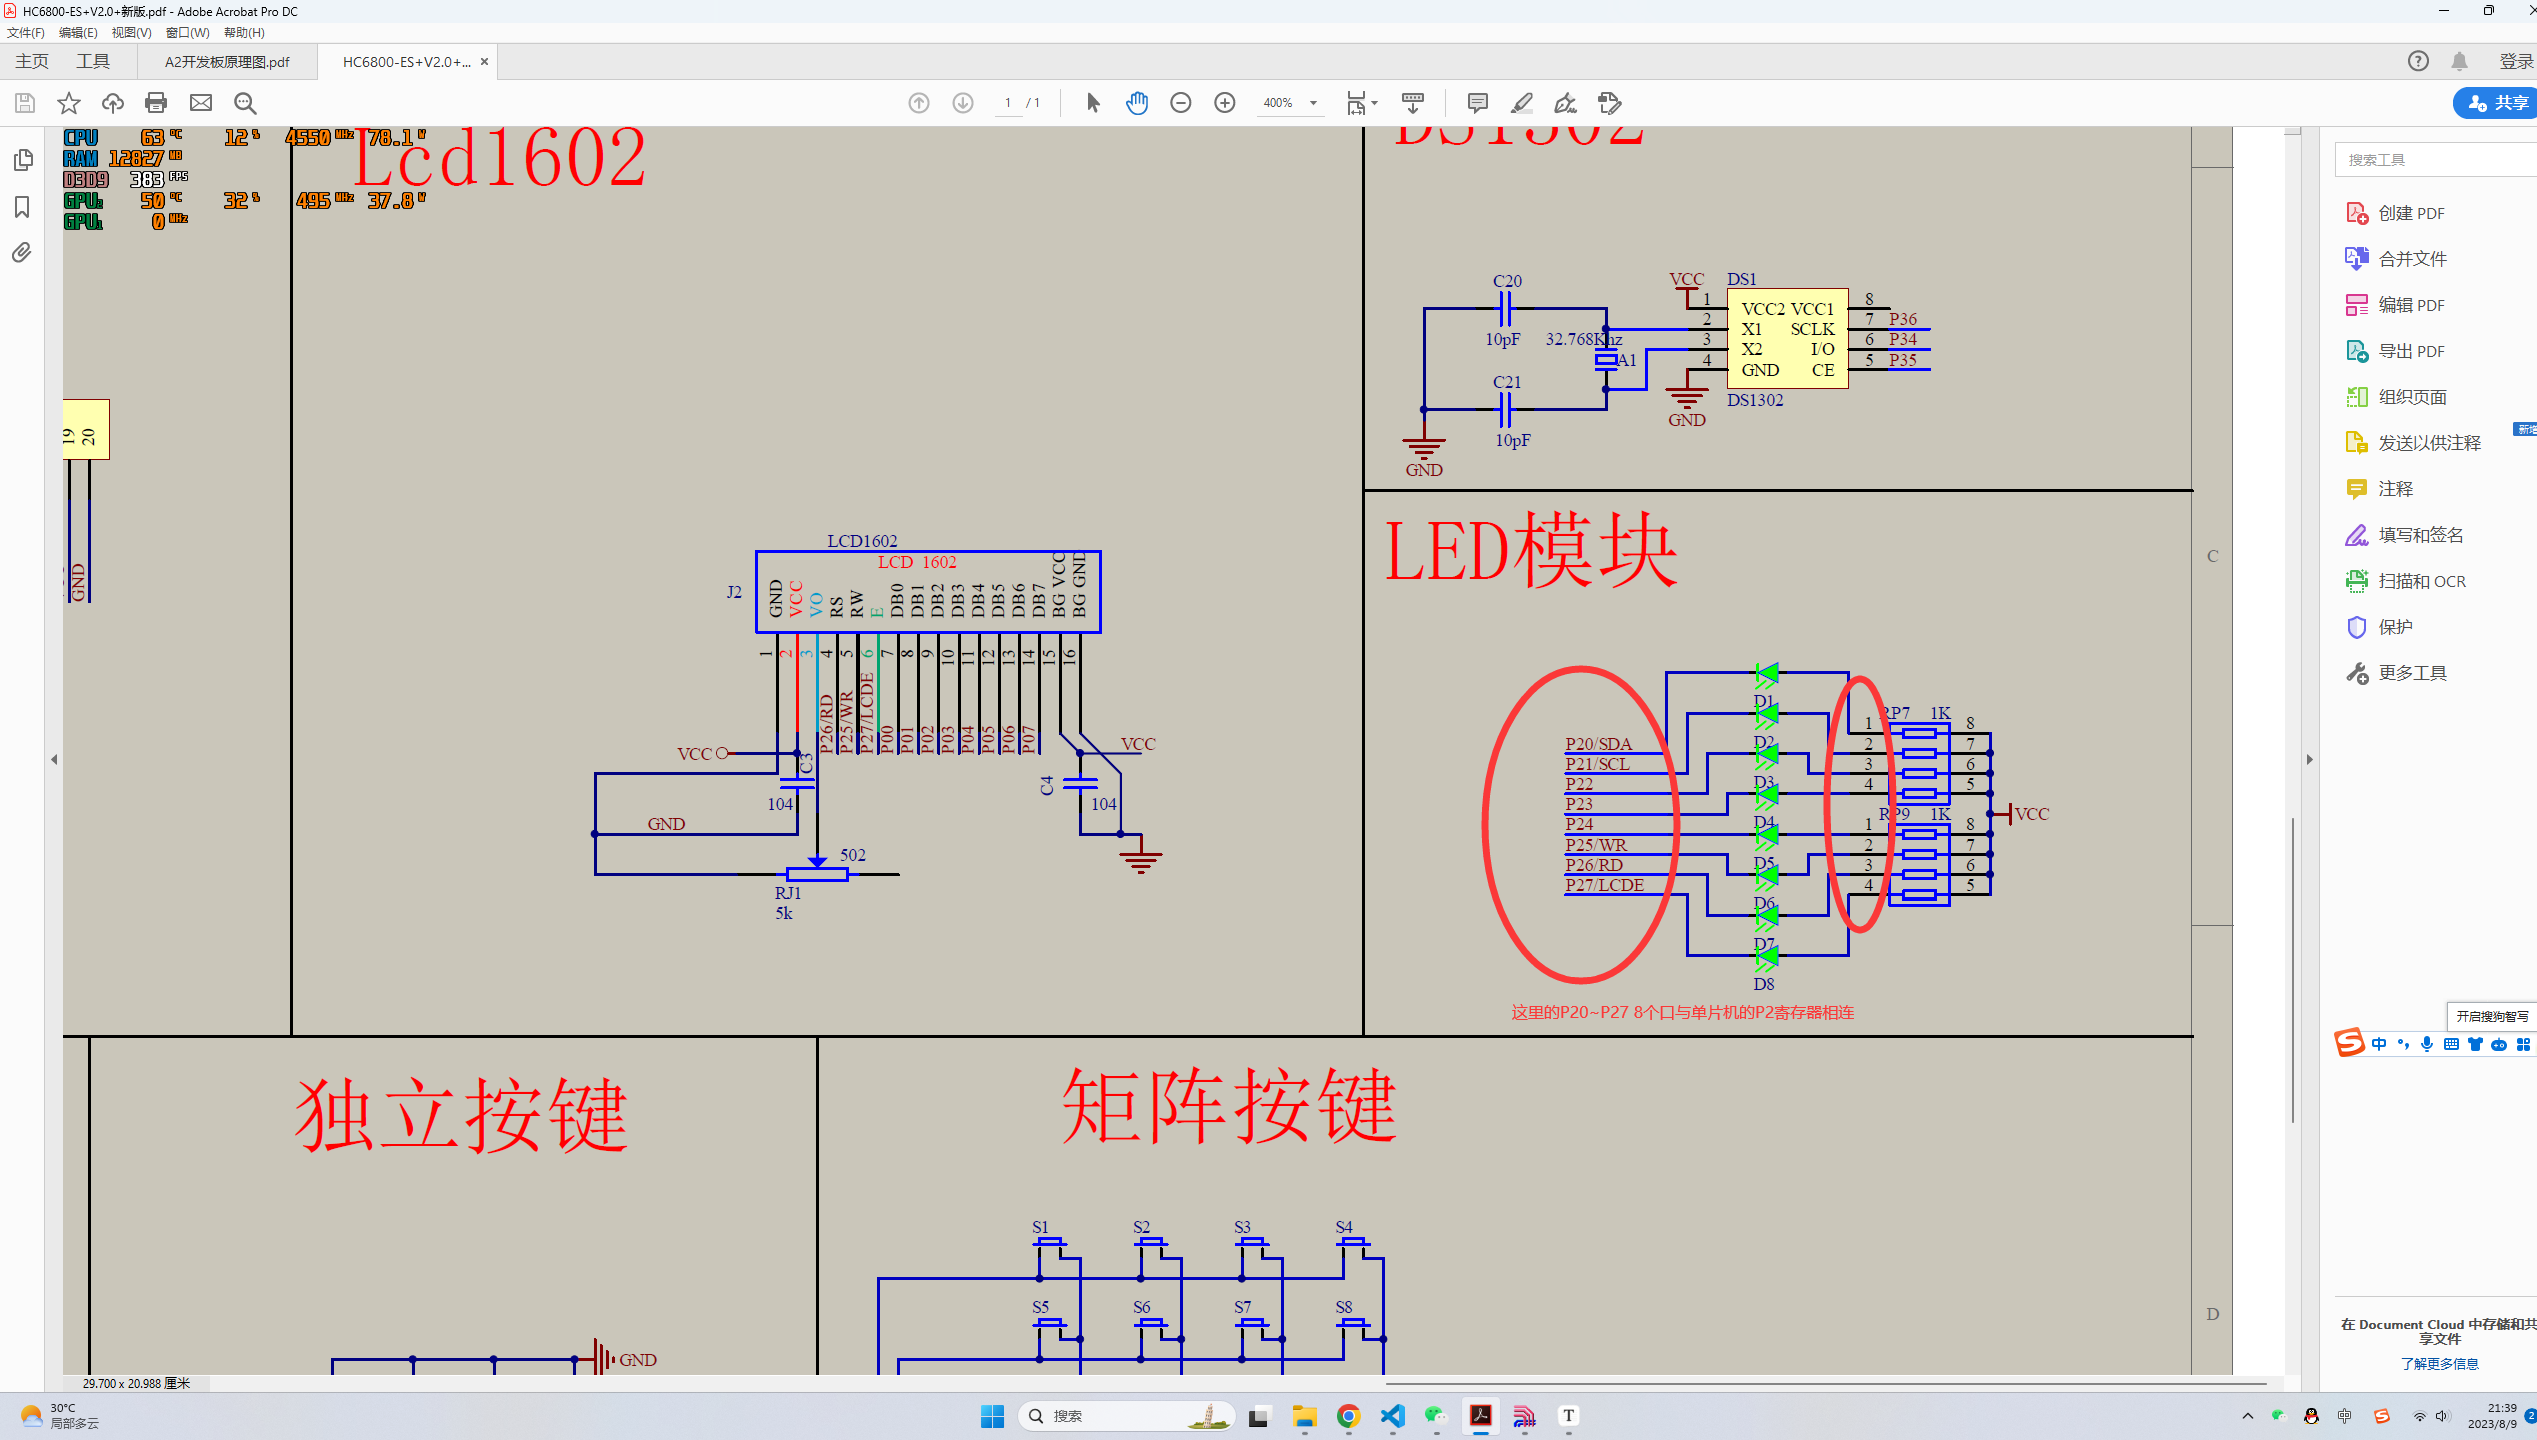 HC6800-ES+V2.0+新版.pdf - Adobe Acrobat Pro DC
文件(F) 编辑(E) 视图(V) 窗口(W) 帮助(H)
主页 工具 A2开发板原理图.pdf HC6800-ES+V2.0+... × 登录
1 / 1 400% 共享
CPU 63 °C 12 % 4550 MHz 78.1 W
RAM 12827 MB
D3D9 383 FPS
GPU2 50 °C 32 % 495 MHz 37.8 W
GPU1 0 MHz
Lcd1602
DS1302
19
20
GND
C20
10pF
32.768Khz
A1
C21
10pF
GND
VCC DS1
1 VCC2 VCC1 8
2 X1 SCLK 7 P36
3 X2 I/O 6 P34
4 GND CE 5 P35
GND DS1302
LCD1602
LCD 1602
J2
GND VCC VO RS RW E DB0 DB1 DB2 DB3 DB4 DB5 DB6 DB7 BG VCC BG GND
1 2 3 4 5 6 7 8 9 10 11 12 13 14 15 16
P26/RD P25/WR P27/LCDE P00 P01 P02 P03 P04 P05 P06 P07
VCC C3 VCC
104 C4 104
GND
502
RJ1
5k
LED模块
P20/SDA
P21/SCL
P22
P23
P24
P25/WR
P26/RD
P27/LCDE
D1
D2
D3
D4
D5
D6
D7
D8
RP7 1K
1 8
2 7
3 6
4 5
RP9 1K
1 8
2 7
3 6
4 5
VCC
这里的P20~P27 8个口与单片机的P2寄存器相连
C
D
独立按键
GND
矩阵按键
S1 S2 S3 S4
S5 S6 S7 S8
29.700 x 20.988 厘米
搜索工具
创建 PDF
合并文件
编辑 PDF
导出 PDF
组织页面
发送以供注释
注释
填写和签名
扫描和 OCR
保护
更多工具
开启搜狗智写
中
在 Document Cloud 中存储和共
享文件
了解更多信息
30°C
局部多云
搜索
中
21:39
2023/8/9
2